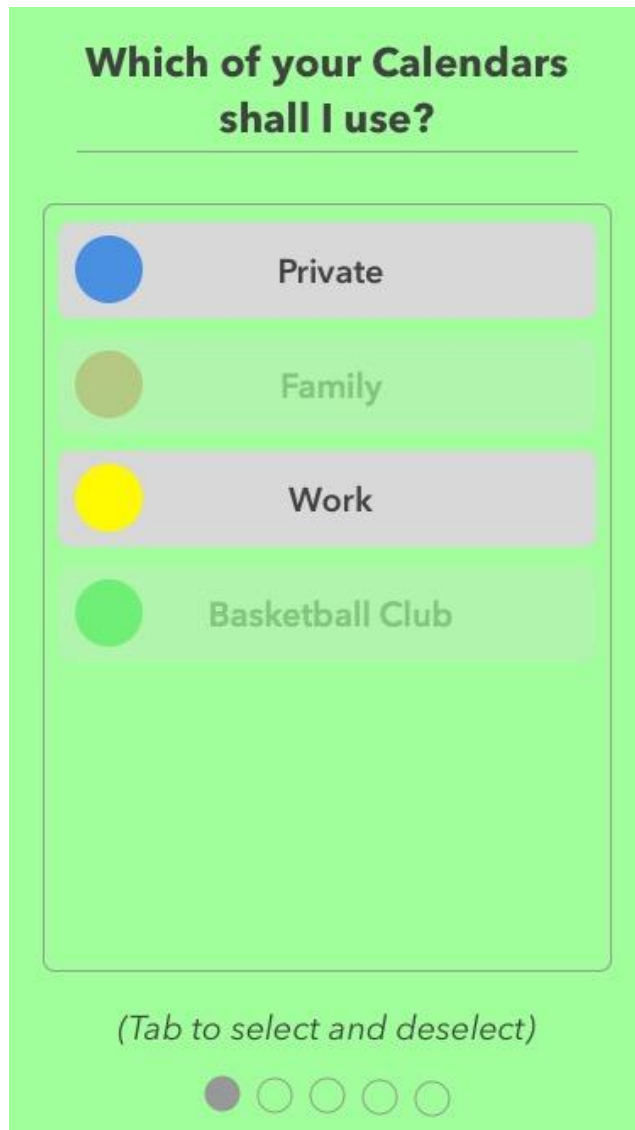 Which of your Calendars
shall I use?
Private
Family
Work
Basketball Club
(Tab to select and deselect)